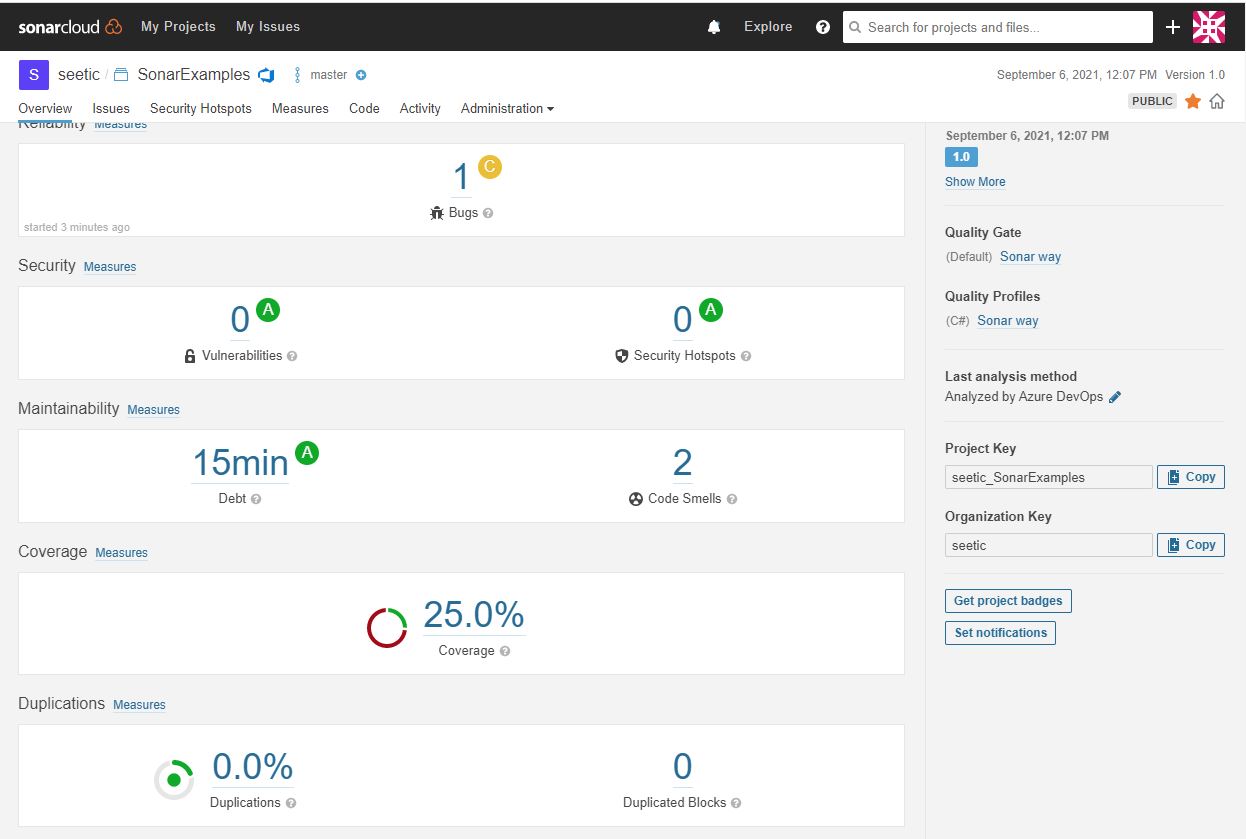 sonarcloud My Projects My Issues Explore ? Search for projects and files... +
S seetic / SonarExamples master
September 6, 2021, 12:07 PM Version 1.0
PUBLIC
Overview Issues Security Hotspots Measures Code Activity Administration
Reliability Measures
1 C
Bugs ?
started 3 minutes ago
Security Measures
0 A
Vulnerabilities ?
0 A
Security Hotspots ?
Maintainability Measures
15min A
Debt ?
2
Code Smells ?
Coverage Measures
25.0%
Coverage ?
Duplications Measures
0.0%
Duplications ?
0
Duplicated Blocks ?
September 6, 2021, 12:07 PM
1.0
Show More
Quality Gate
(Default) Sonar way
Quality Profiles
(C#) Sonar way
Last analysis method
Analyzed by Azure DevOps
Project Key
seetic_SonarExamples Copy
Organization Key
seetic Copy
Get project badges
Set notifications